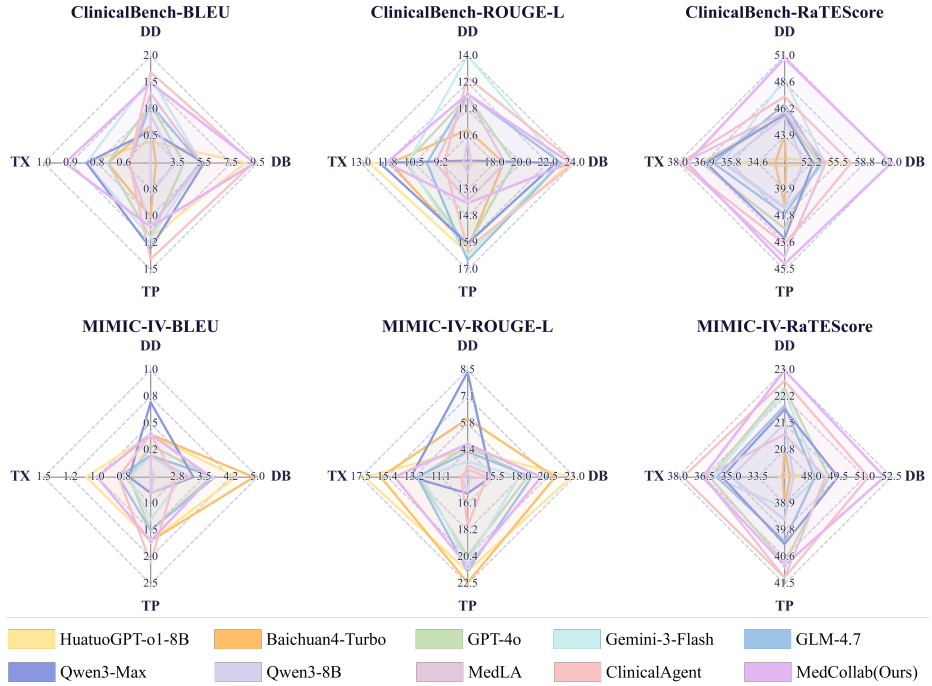 ClinicalBench-BLEU
DD
2.0
1.5
1.0
0.5
TX 1.0 0.9 0.8 0.6 3.5 5.5 7.5 9.5 DB
0.8
1.0
1.2
1.5
TP
ClinicalBench-ROUGE-L
DD
14.0
12.9
11.8
10.6
TX 13.0 11.8 10.5 9.2 18.0 20.0 22.0 24.0 DB
13.6
14.8
15.9
17.0
TP
ClinicalBench-RaTEScore
DD
51.0
48.6
46.2
43.9
TX 38.0 36.9 35.8 34.6 52.2 55.5 58.8 62.0 DB
39.9
41.8
43.6
45.5
TP
MIMIC-IV-BLEU
DD
1.0
0.8
0.5
0.2
TX 1.5 1.2 1.0 0.8 2.8 3.5 4.2 5.0 DB
1.0
1.5
2.0
2.5
TP
MIMIC-IV-ROUGE-L
DD
8.5
7.1
5.8
4.4
TX 17.5 15.4 13.2 11.1 15.5 18.0 20.5 23.0 DB
16.1
18.2
20.4
22.5
TP
MIMIC-IV-RaTEScore
DD
23.0
22.2
21.5
20.8
TX 38.0 36.5 35.0 33.5 48.0 49.5 51.0 52.5 DB
39.8
40.6
41.5
TP
HuatuoGPT-o1-8B Baichuan4-Turbo GPT-4o Gemini-3-Flash GLM-4.7
Qwen3-Max Qwen3-8B MedLA ClinicalAgent MedCollab(Ours)